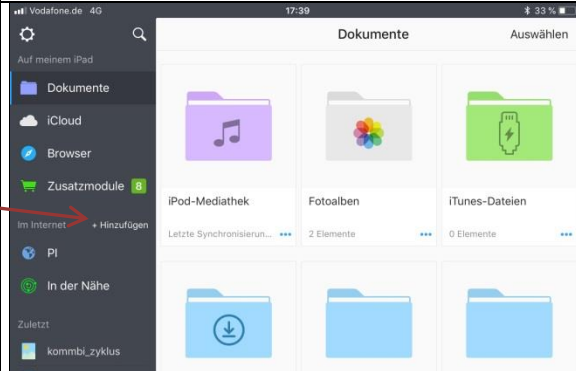 Vodafone.de 4G 17:39 33 %
Dokumente Auswählen
Auf meinem iPad
Dokumente
iCloud
Browser
Zusatzmodule 8
Im Internet + Hinzufügen
PI
In der Nähe
Zuletzt
kommbi_zyklus
iPod-Mediathek Fotoalben iTunes-Dateien
Letzte Synchronisierun... 2 Elemente 0 Elemente